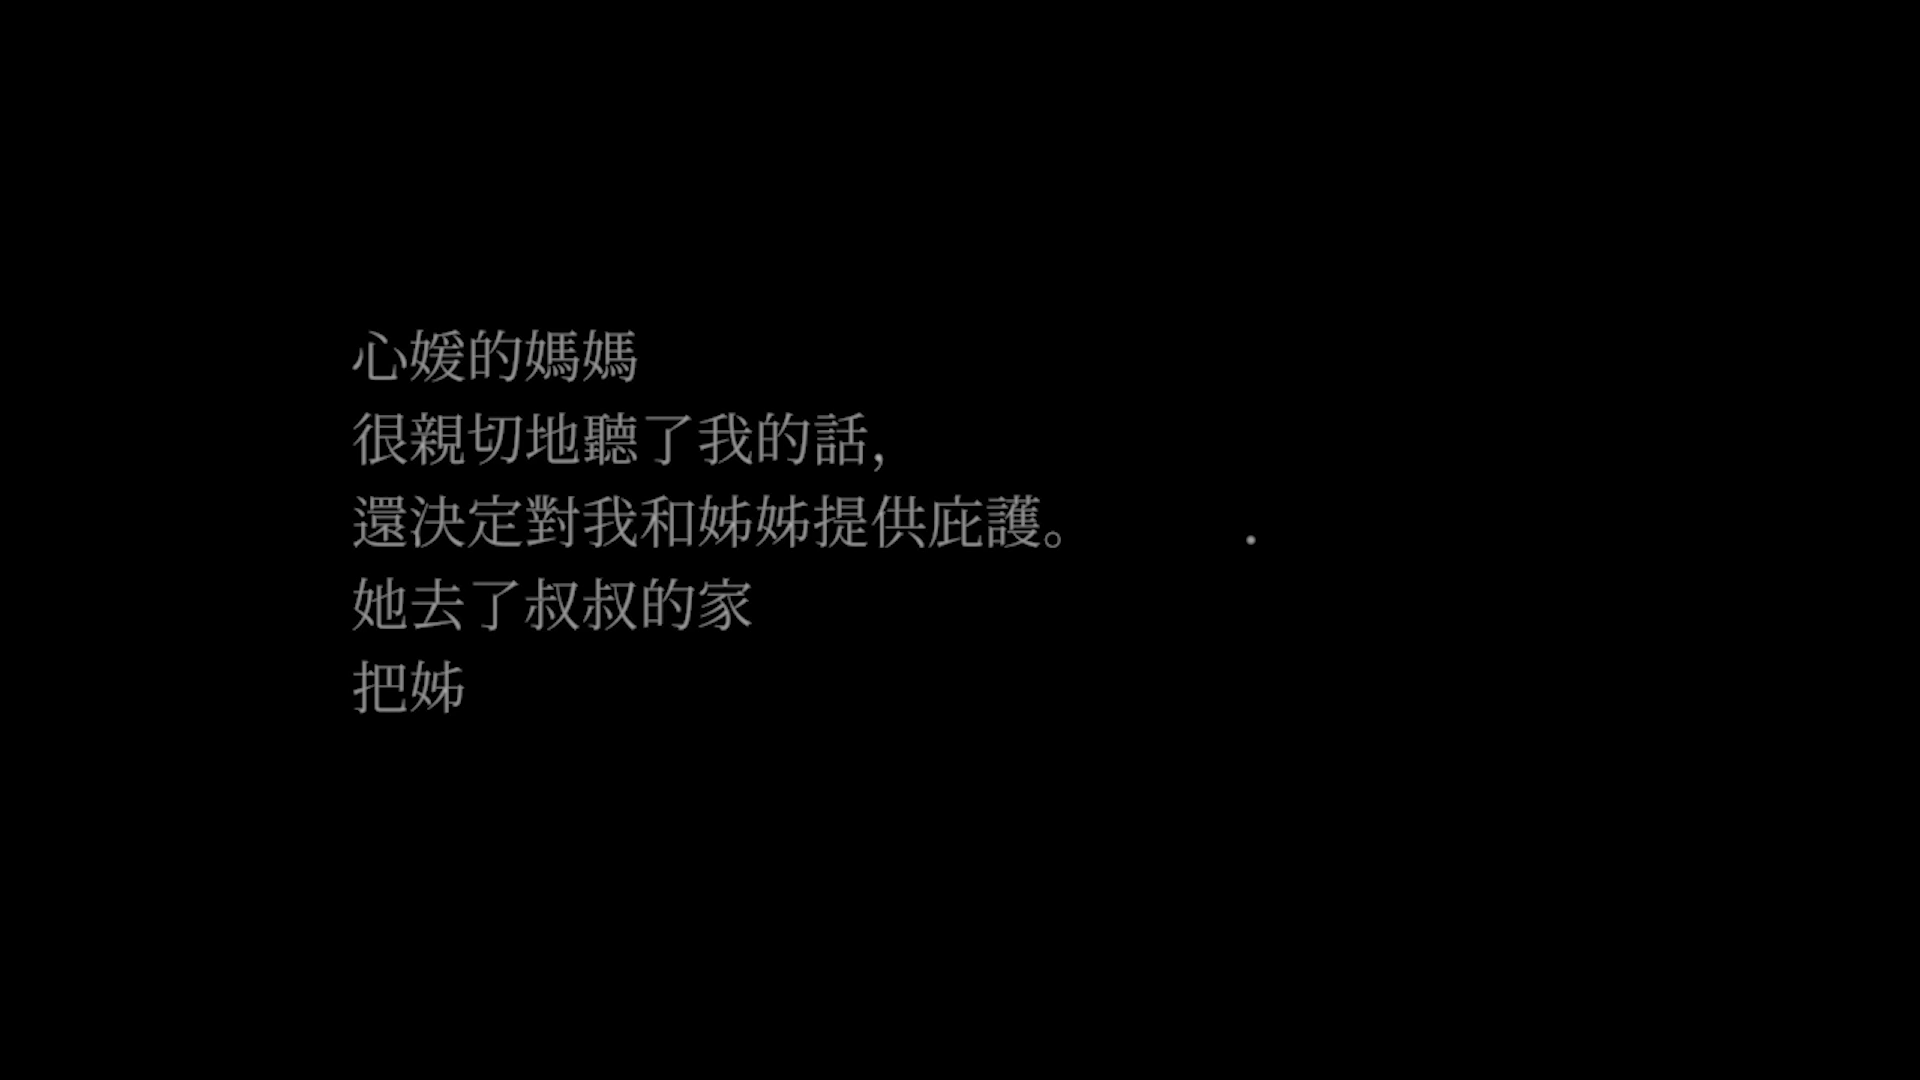 心媛的媽媽
很親切地聽了我的話，
還決定對我和姊姊提供庇護。 .
她去了叔叔的家
把姊